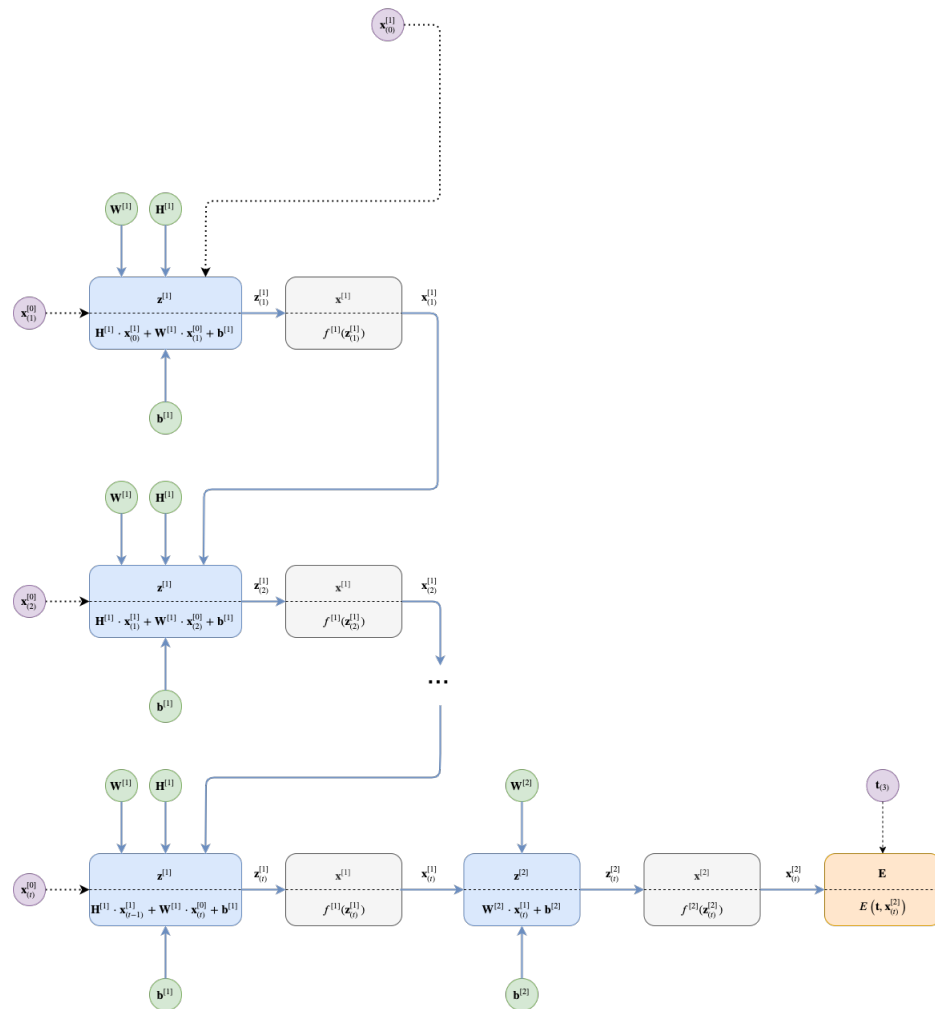 x^{[1]}_{(0)}
W^{[1]} H^{[1]}
x^{[0]}_{(1)}
z^{[1]}
H^{[1]} · x^{[1]}_{(0)} + W^{[1]} · x^{[0]}_{(1)} + b^{[1]}
z^{[1]}_{(1)}
x^{[1]}
f^{[1]}(z^{[1]}_{(1)})
x^{[1]}_{(1)}
b^{[1]}
W^{[1]} H^{[1]}
x^{[0]}_{(2)}
z^{[1]}
H^{[1]} · x^{[1]}_{(1)} + W^{[1]} · x^{[0]}_{(2)} + b^{[1]}
z^{[1]}_{(2)}
x^{[1]}
f^{[1]}(z^{[1]}_{(2)})
x^{[1]}_{(2)}
b^{[1]}
...
W^{[1]} H^{[1]}
W^{[2]}
t_{(3)}
x^{[0]}_{(t)}
z^{[1]}
H^{[1]} · x^{[1]}_{(t-1)} + W^{[1]} · x^{[0]}_{(t)} + b^{[1]}
z^{[1]}_{(t)}
x^{[1]}
f^{[1]}(z^{[1]}_{(t)})
x^{[1]}_{(t)}
z^{[2]}
W^{[2]} · x^{[1]}_{(t)} + b^{[2]}
z^{[2]}_{(t)}
x^{[2]}
f^{[2]}(z^{[2]}_{(t)})
x^{[2]}_{(t)}
E
E (t, x^{[2]}_{(t)})
b^{[1]}
b^{[2]}